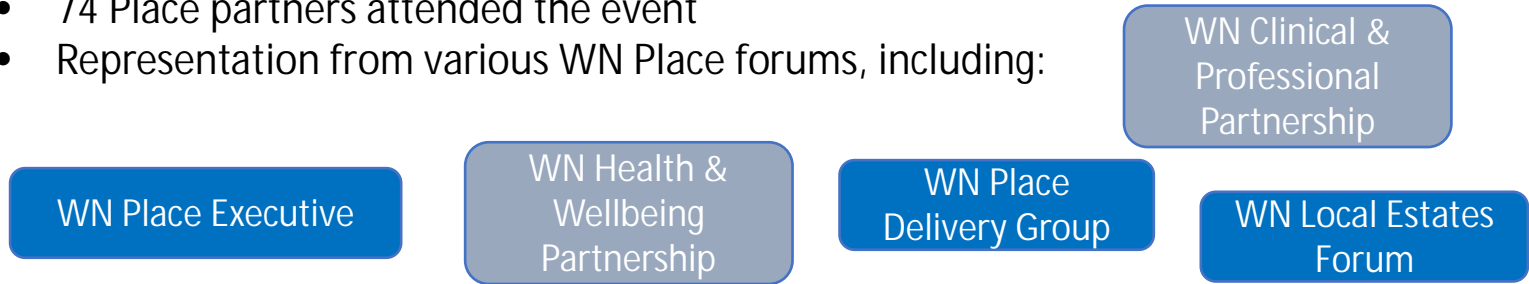 • 74 Place partners attended the event
• Representation from various WN Place forums, including:
WN Clinical &
Professional
Partnership
WN Place Executive
WN Health &
Wellbeing
Partnership
WN Place
Delivery Group
WN Local Estates
Forum